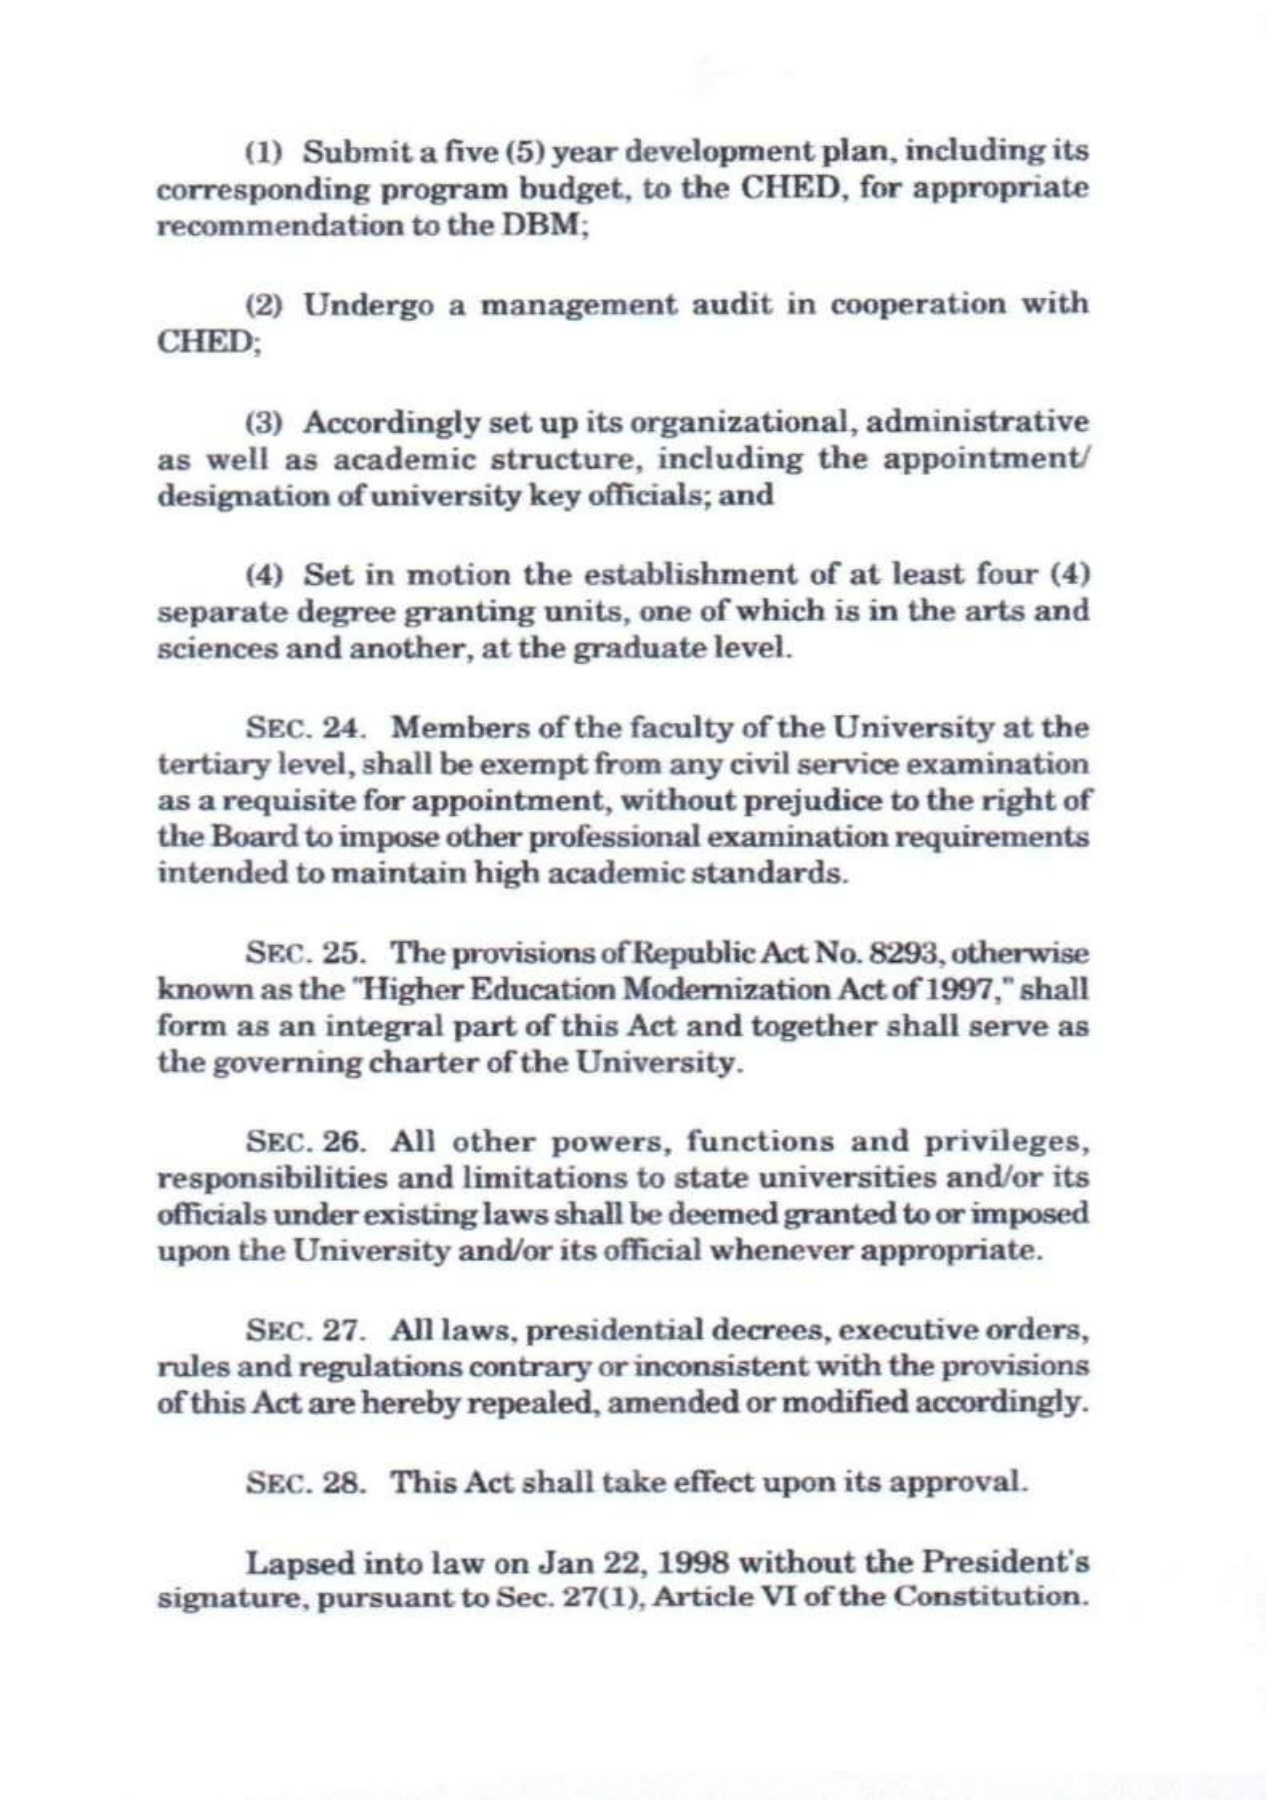 (1) Submit a five (5) year development plan, including its
corresponding program budget, to the CHED, for appropriate
recommendation to the DBM;
(2) Undergo a management audit in cooperation with
CHED;
(3) Accordingly set up its organizational, administrative
as well as academic structure, including the appointment/
designation of university key officials; and
(4) Set in motion the establishment of at least four (4)
separate degree granting units, one of which is in the arts and
sciences and another, at the graduate level.
SEC. 24. Members of the faculty of the University at the
tertiary level, shall be exempt from any civil service examination
as a requisite for appointment, without prejudice to the right of
the Board to impose other professional examination requirements
intended to maintain high academic standards.
SEC. 25. The provisions of Republic Act No. 8293, otherwise
known as the "Higher Education Modernization Act of 1997," shall
form as an integral part of this Act and together shall serve as
the governing charter of the University.
SEC. 26. All other powers, functions and privileges,
responsibilities and limitations to state universities and/or its
officials under existing laws shall be deemed granted to or imposed
upon the University and/or its official whenever appropriate.
SEC. 27. All laws, presidential decrees, executive orders,
rules and regulations contrary or inconsistent with the provisions
of this Act are hereby repealed, amended or modified accordingly.
SEC. 28. This Act shall take effect upon its approval.
Lapsed into law on Jan 22, 1998 without the President's
signature, pursuant to Sec. 27(1), Article VI of the Constitution.